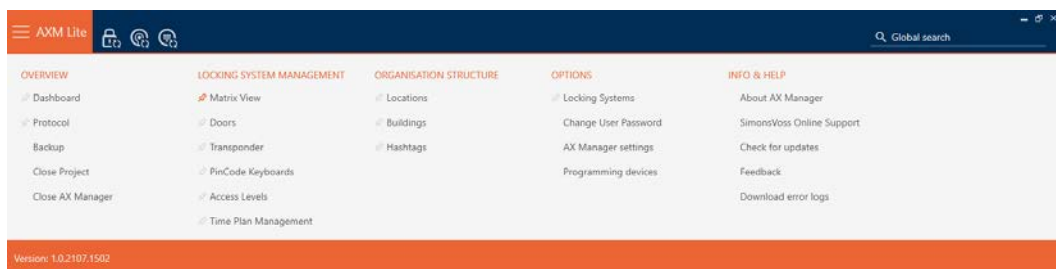 AXM Lite
Global search
OVERVIEW
Dashboard
Protocol
Backup
Close Project
Close AX Manager
LOCKING SYSTEM MANAGEMENT
Matrix View
Doors
Transponder
PinCode Keyboards
Access Levels
Time Plan Management
ORGANISATION STRUCTURE
Locations
Buildings
Hashtags
OPTIONS
Locking Systems
Change User Password
AX Manager settings
Programming devices
INFO & HELP
About AX Manager
SimonsVoss Online Support
Check for updates
Feedback
Download error logs
Version: 1.0.2107.1502